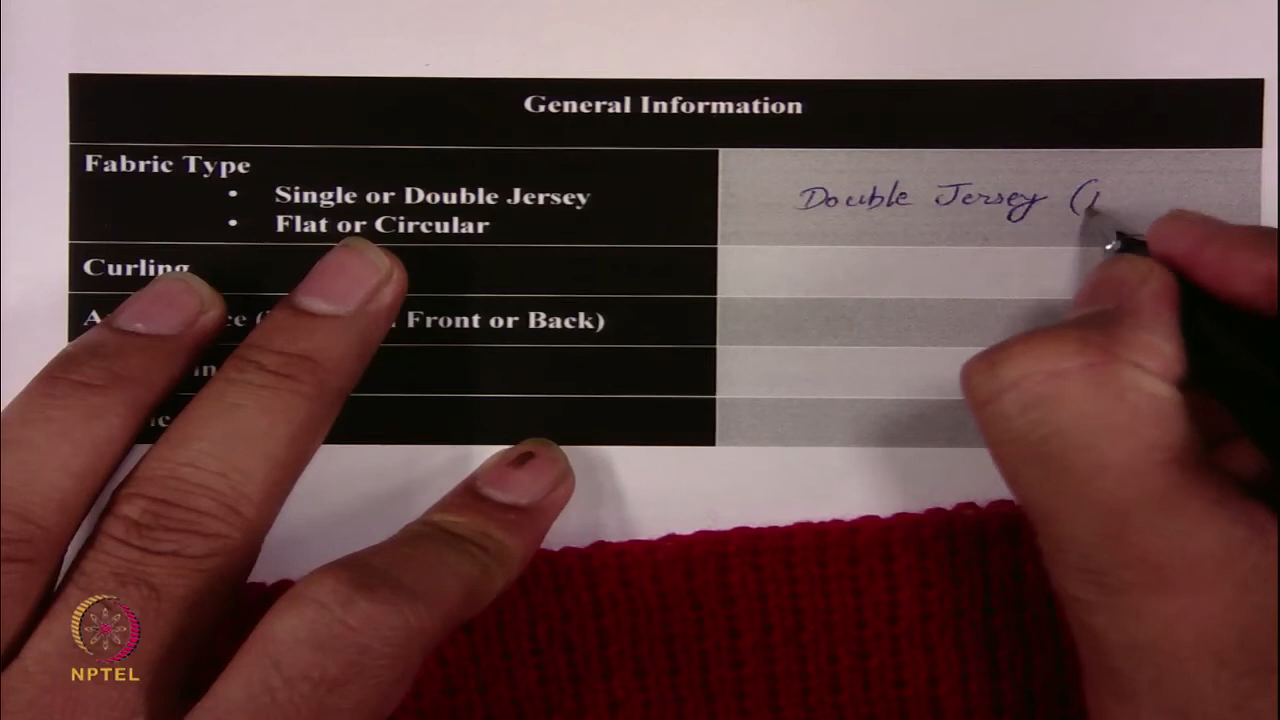 General Information
Fabric Type
• Single or Double Jersey
• Flat or Circular
Double Jersey (
Curling
Front or Back)
NPTEL